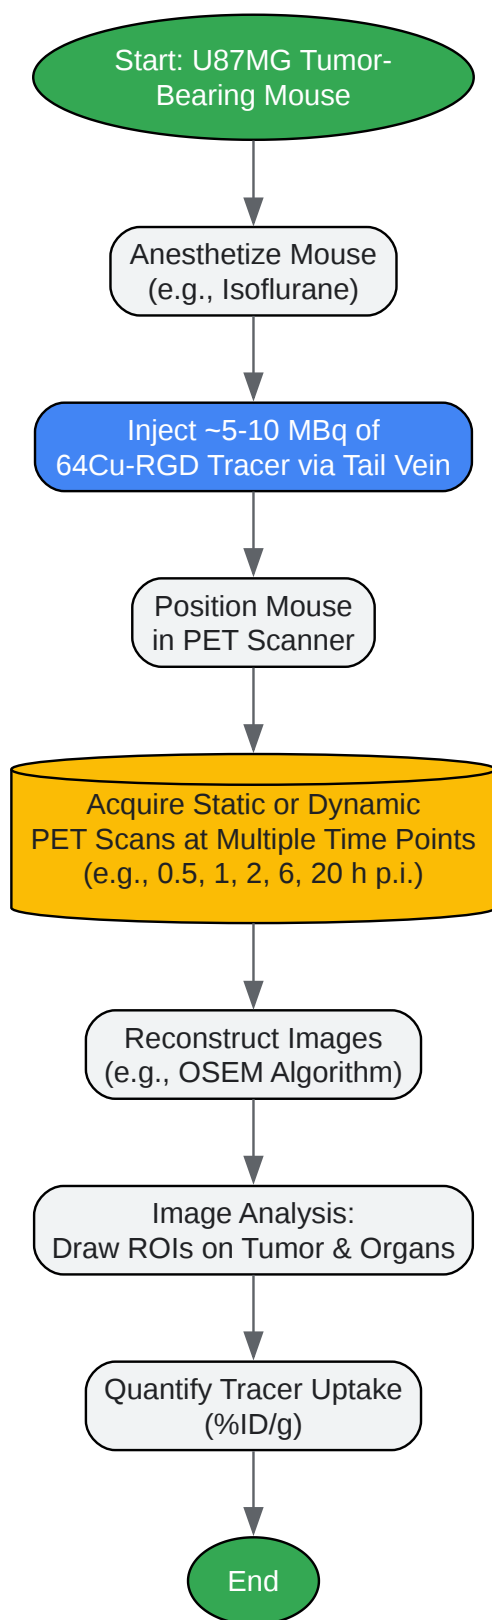 Start: U87MG Tumor-
Bearing Mouse
Anesthetize Mouse
(e.g., Isoflurane)
Inject ~5-10 MBq of
64Cu-RGD Tracer via Tail Vein
Position Mouse
in PET Scanner
Acquire Static or Dynamic
PET Scans at Multiple Time Points
(e.g., 0.5, 1, 2, 6, 20 h p.i.)
Reconstruct Images
(e.g., OSEM Algorithm)
Image Analysis:
Draw ROIs on Tumor & Organs
Quantify Tracer Uptake
(%ID/g)
End